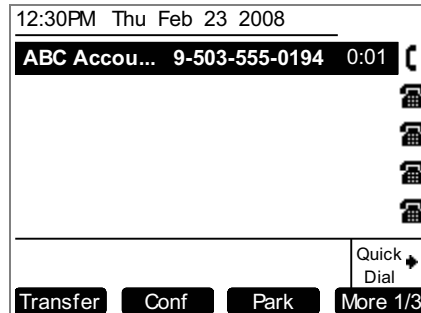 12:30PM Thu Feb 23 2008
ABC Accou... 9-503-555-0194 0:01
Quick
Dial
Transfer Conf Park More 1/3